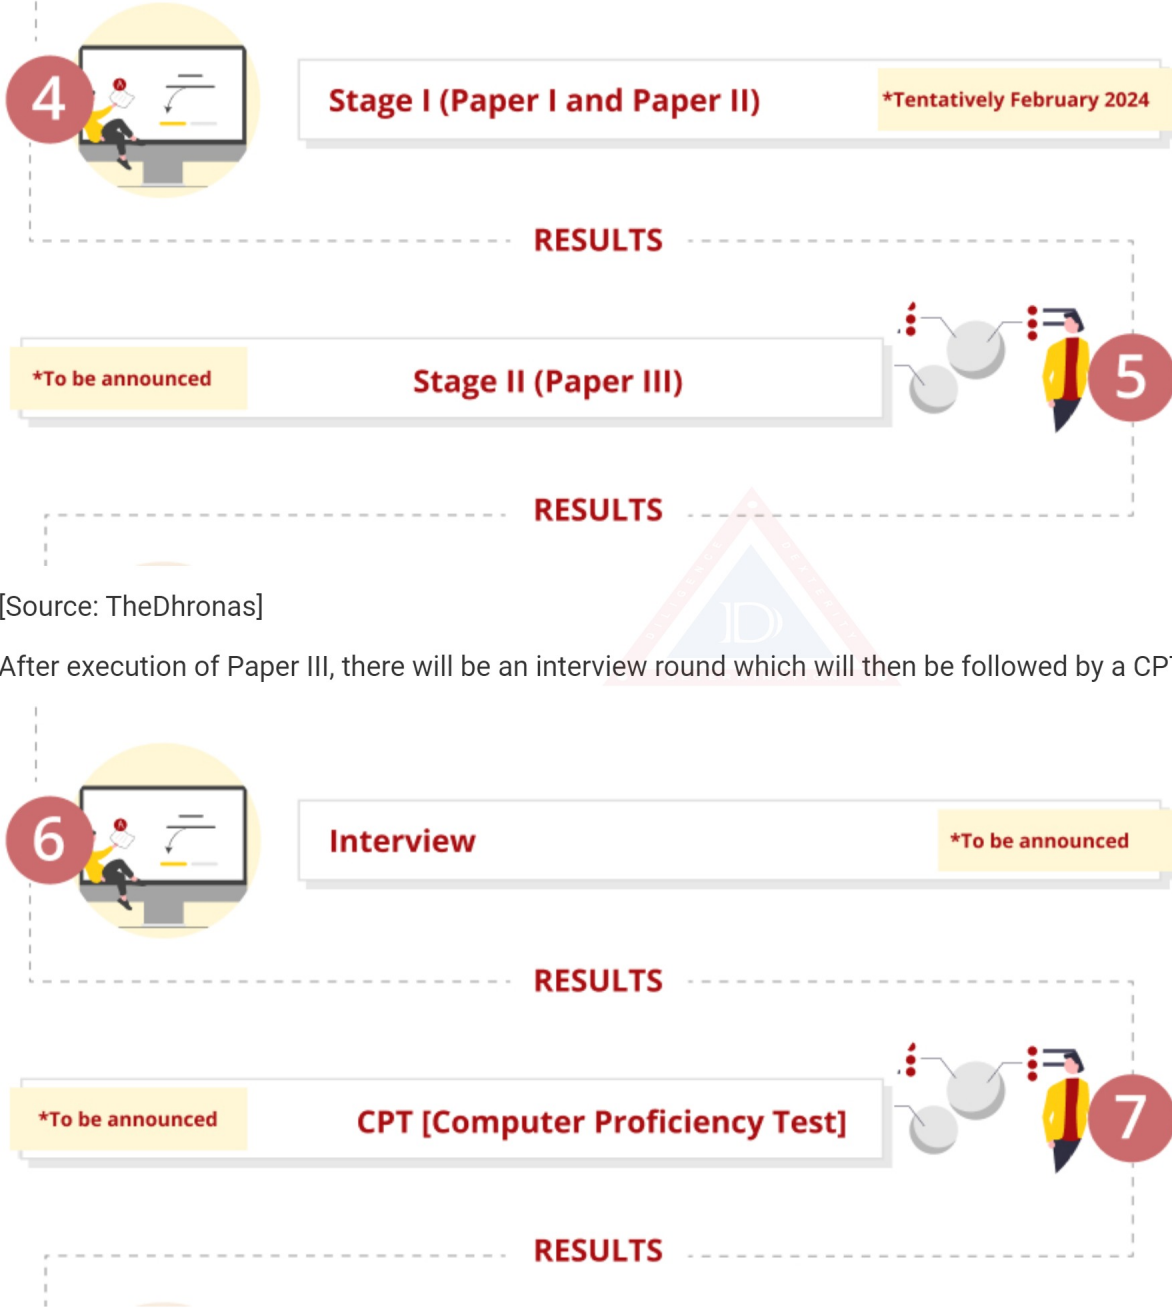 4
Stage I (Paper I and Paper II)
*Tentatively February 2024
RESULTS
*To be announced
Stage II (Paper III)
5
RESULTS
[Source: TheDhronas]
After execution of Paper III, there will be an interview round which will then be followed by a CPT
6
Interview
*To be announced
RESULTS
*To be announced
CPT [Computer Proficiency Test]
7
RESULTS